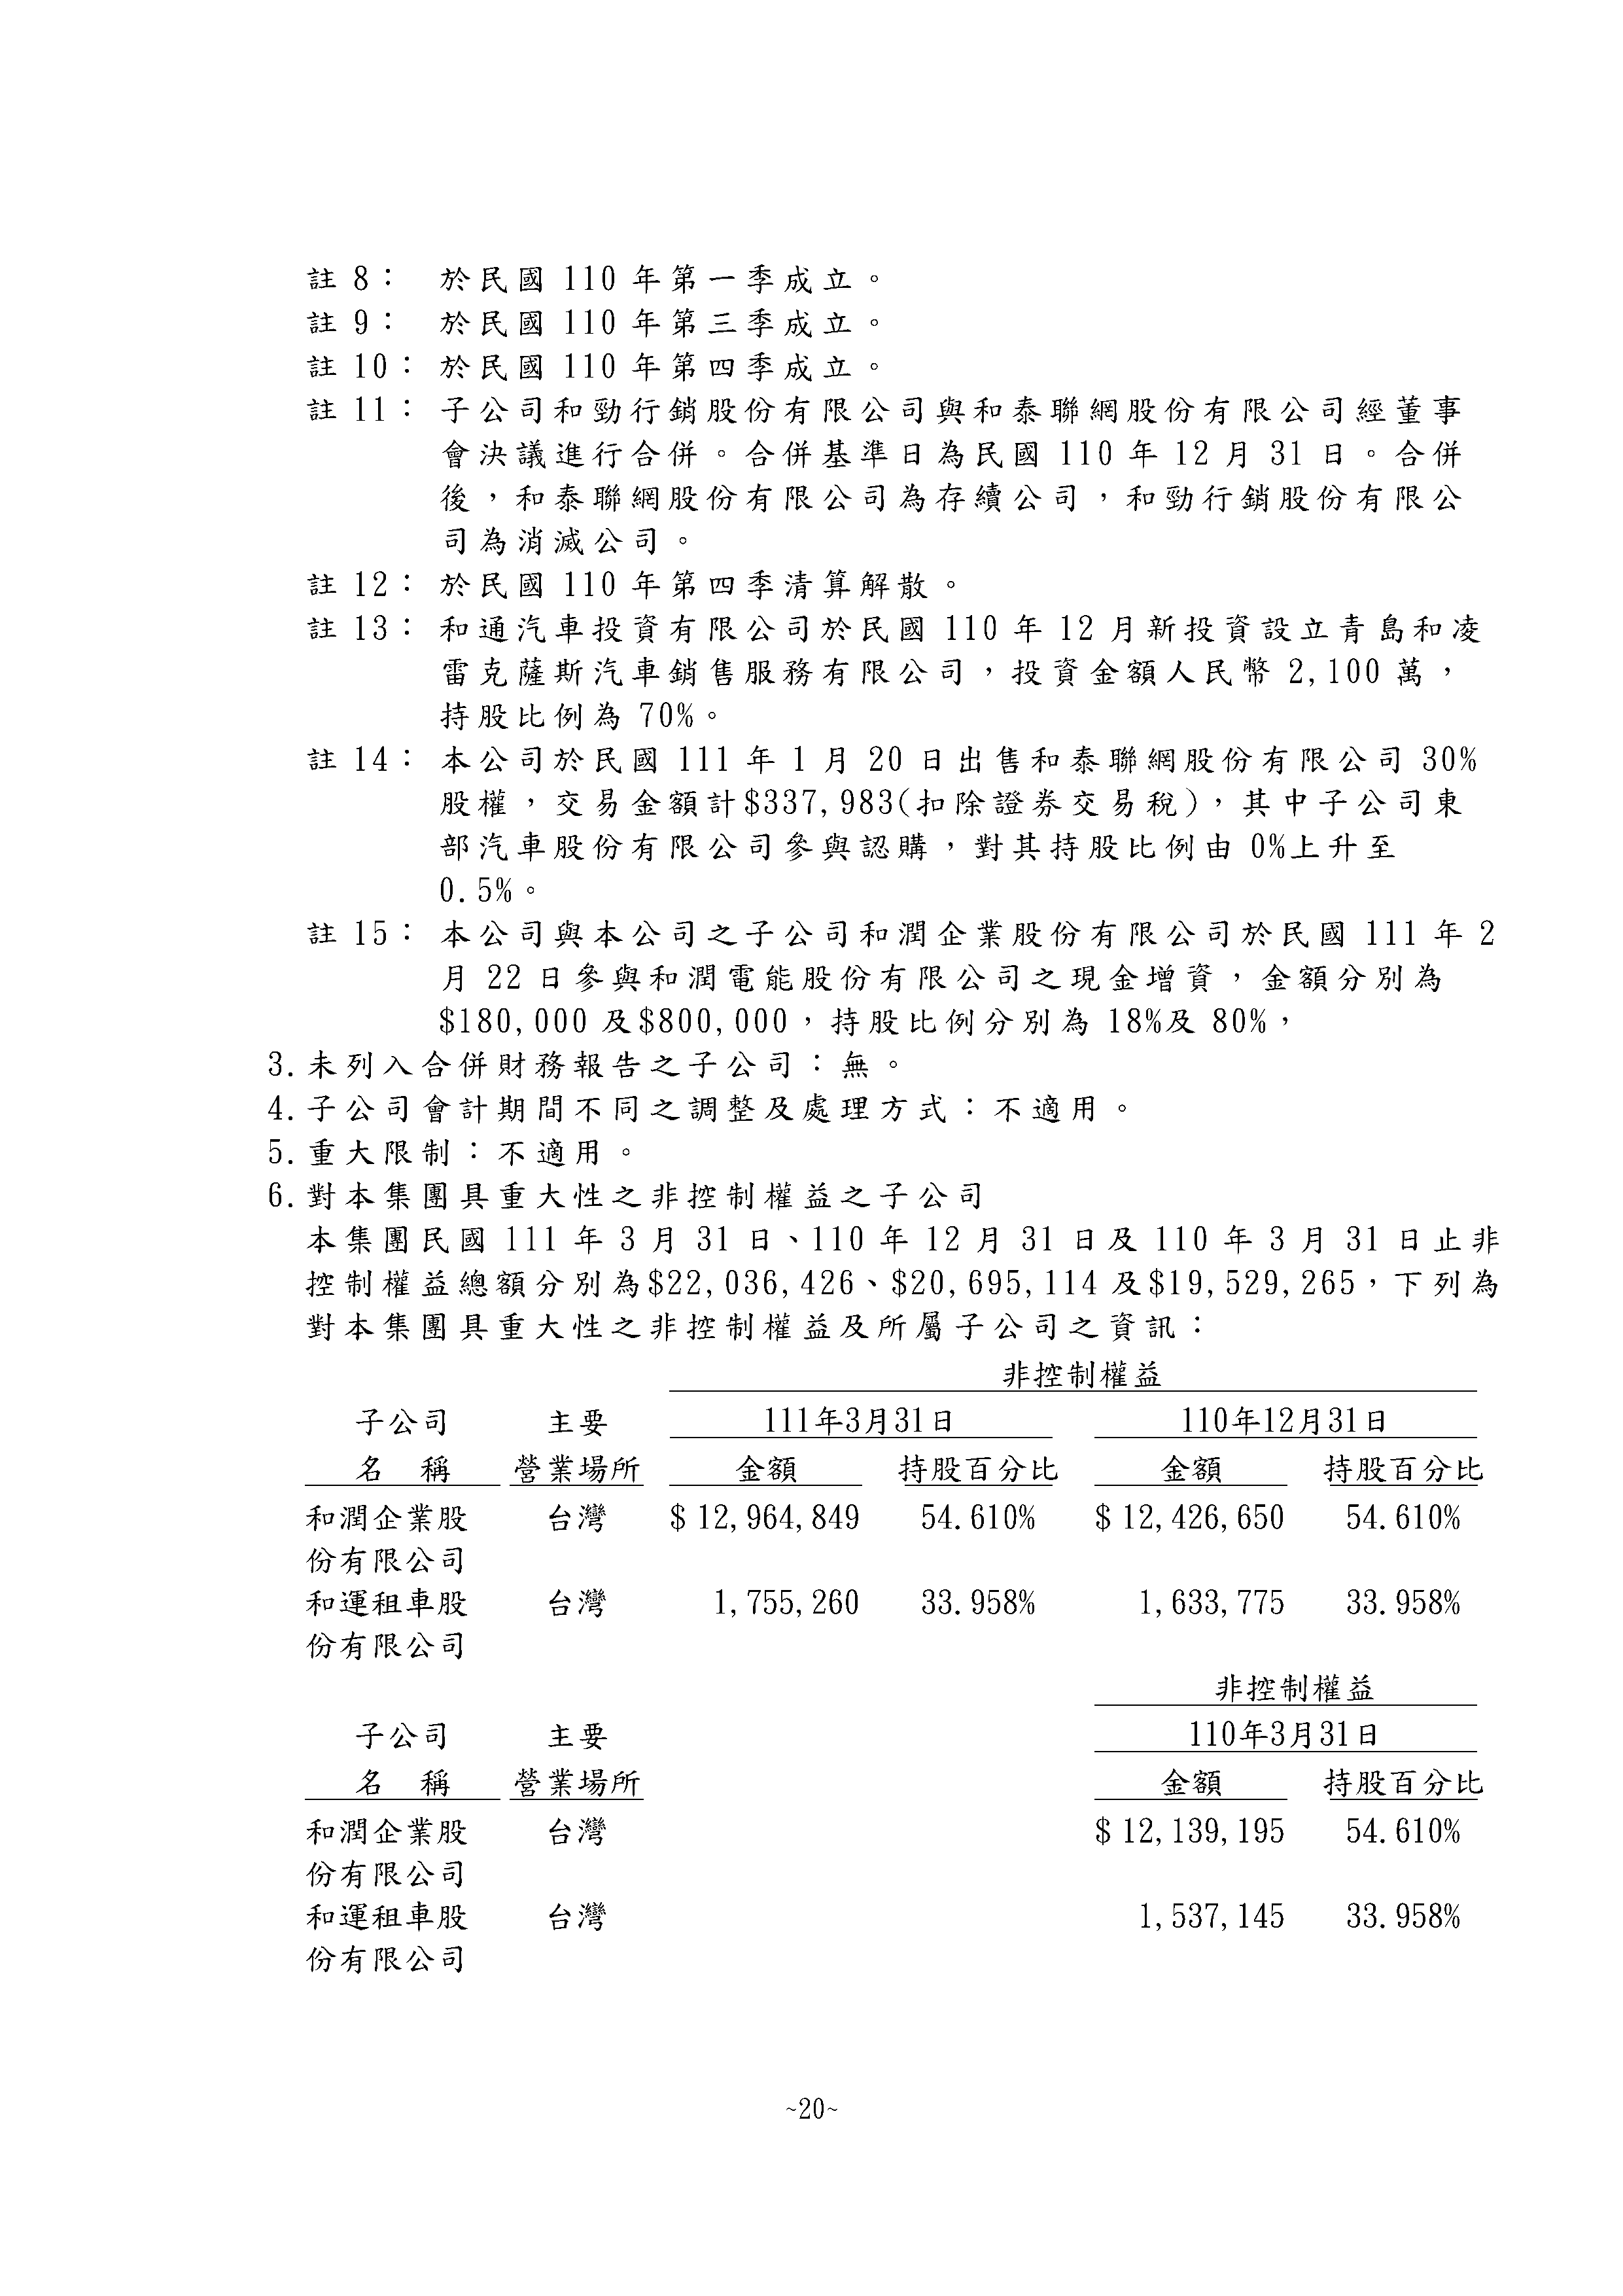 註 8： 於民國 110 年第一季成立。
註 9： 於民國 110 年第三季成立。
註 10： 於民國 110 年第四季成立。
註 11： 子公司和勁行銷股份有限公司與和泰聯網股份有限公司經董事
會決議進行合併。合併基準日為民國 110 年 12 月 31 日。合併
後，和泰聯網股份有限公司為存續公司，和勁行銷股份有限公
司為消滅公司。
註 12： 於民國 110 年第四季清算解散。
註 13： 和通汽車投資有限公司於民國 110 年 12 月新投資設立青島和凌
雷克薩斯汽車銷售服務有限公司，投資金額人民幣 2,100 萬，
持股比例為 70%。
註 14： 本公司於民國 111 年 1 月 20 日出售和泰聯網股份有限公司 30%
股權，交易金額計$337,983(扣除證券交易稅)，其中子公司東
部汽車股份有限公司參與認購，對其持股比例由 0%上升至
0.5%。
註 15： 本公司與本公司之子公司和潤企業股份有限公司於民國 111 年 2
月 22 日參與和潤電能股份有限公司之現金增資，金額分別為
$180,000 及$800,000，持股比例分別為 18%及 80%，
3.未列入合併財務報告之子公司：無。
4.子公司會計期間不同之調整及處理方式：不適用。
5.重大限制：不適用。
6.對本集團具重大性之非控制權益之子公司
本集團民國 111 年 3 月 31 日、110 年 12 月 31 日及 110 年 3 月 31 日止非
控制權益總額分別為$22,036,426、$20,695,114 及$19,529,265，下列為
對本集團具重大性之非控制權益及所屬子公司之資訊：
非控制權益
子公司 主要 111年3月31日 110年12月31日
名 稱 營業場所 金額 持股百分比 金額 持股百分比
和潤企業股 台灣 $ 12,964,849 54.610% $ 12,426,650 54.610%
份有限公司
和運租車股 台灣 1,755,260 33.958% 1,633,775 33.958%
份有限公司
非控制權益
子公司 主要 110年3月31日
名 稱 營業場所 金額 持股百分比
和潤企業股 台灣 $ 12,139,195 54.610%
份有限公司
和運租車股 台灣 1,537,145 33.958%
份有限公司
~20~